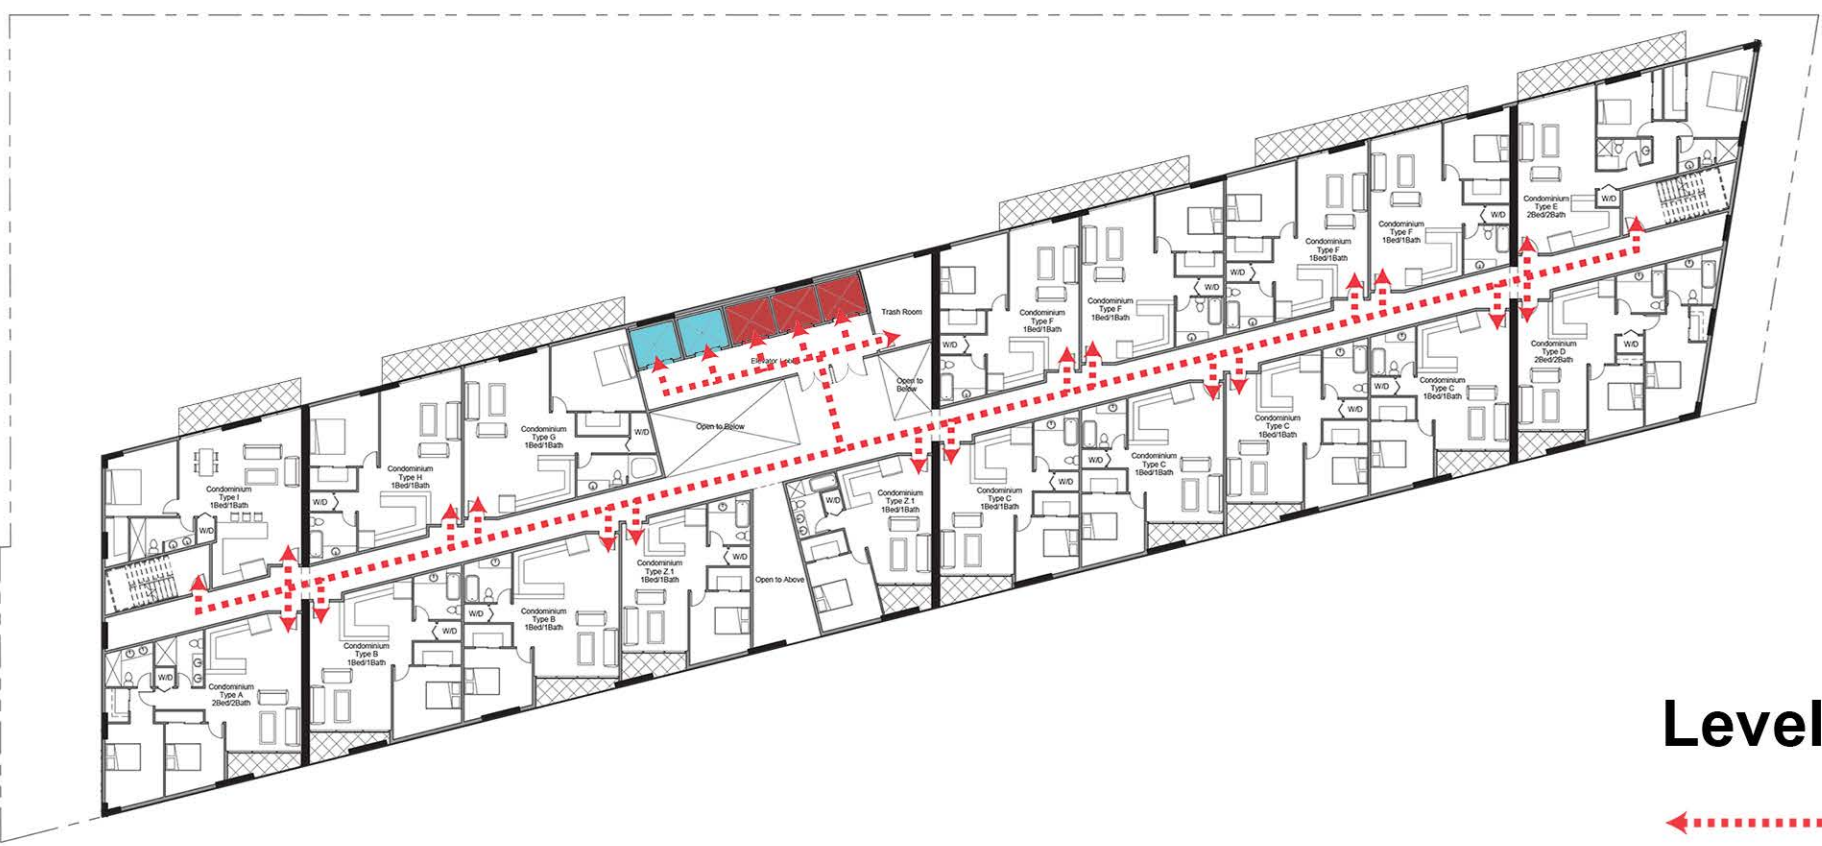 Condominium
Type E
2Bed/2Bath
W/D
Condominium
Type F
1Bed/1Bath
W/D
Condominium
Type F
1Bed/1Bath
W/D
Condominium
Type F
1Bed/1Bath
W/D
Condominium
Type F
1Bed/1Bath
W/D
Trash Room
Elevator Lobby
Open to
Below
Open to Below
Condominium
Type G
1Bed/1Bath
W/D
Condominium
Type H
1Bed/1Bath
W/D
Condominium
Type I
1Bed/1Bath
W/D
Condominium
Type D
2Bed/2Bath
W/D
Condominium
Type C
1Bed/1Bath
W/D
Condominium
Type C
1Bed/1Bath
W/D
Condominium
Type C
1Bed/1Bath
W/D
Condominium
Type C
1Bed/1Bath
W/D
Condominium
Type Z.1
1Bed/1Bath
W/D
Open to Above
Condominium
Type Z.1
1Bed/1Bath
W/D
Condominium
Type B
1Bed/1Bath
W/D
Condominium
Type B
1Bed/1Bath
W/D
Condominium
Type A
2Bed/2Bath
W/D
Level